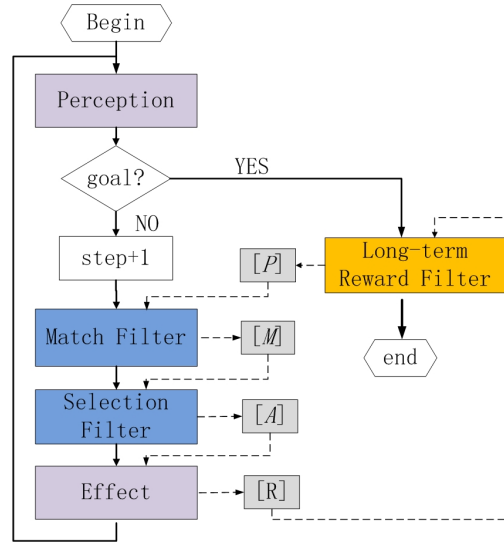 Begin
Perception
goal?
YES
NO
step+1
[P]
Long-term
Reward Filter
Match Filter
[M]
end
Selection
Filter
[A]
Effect
[R]